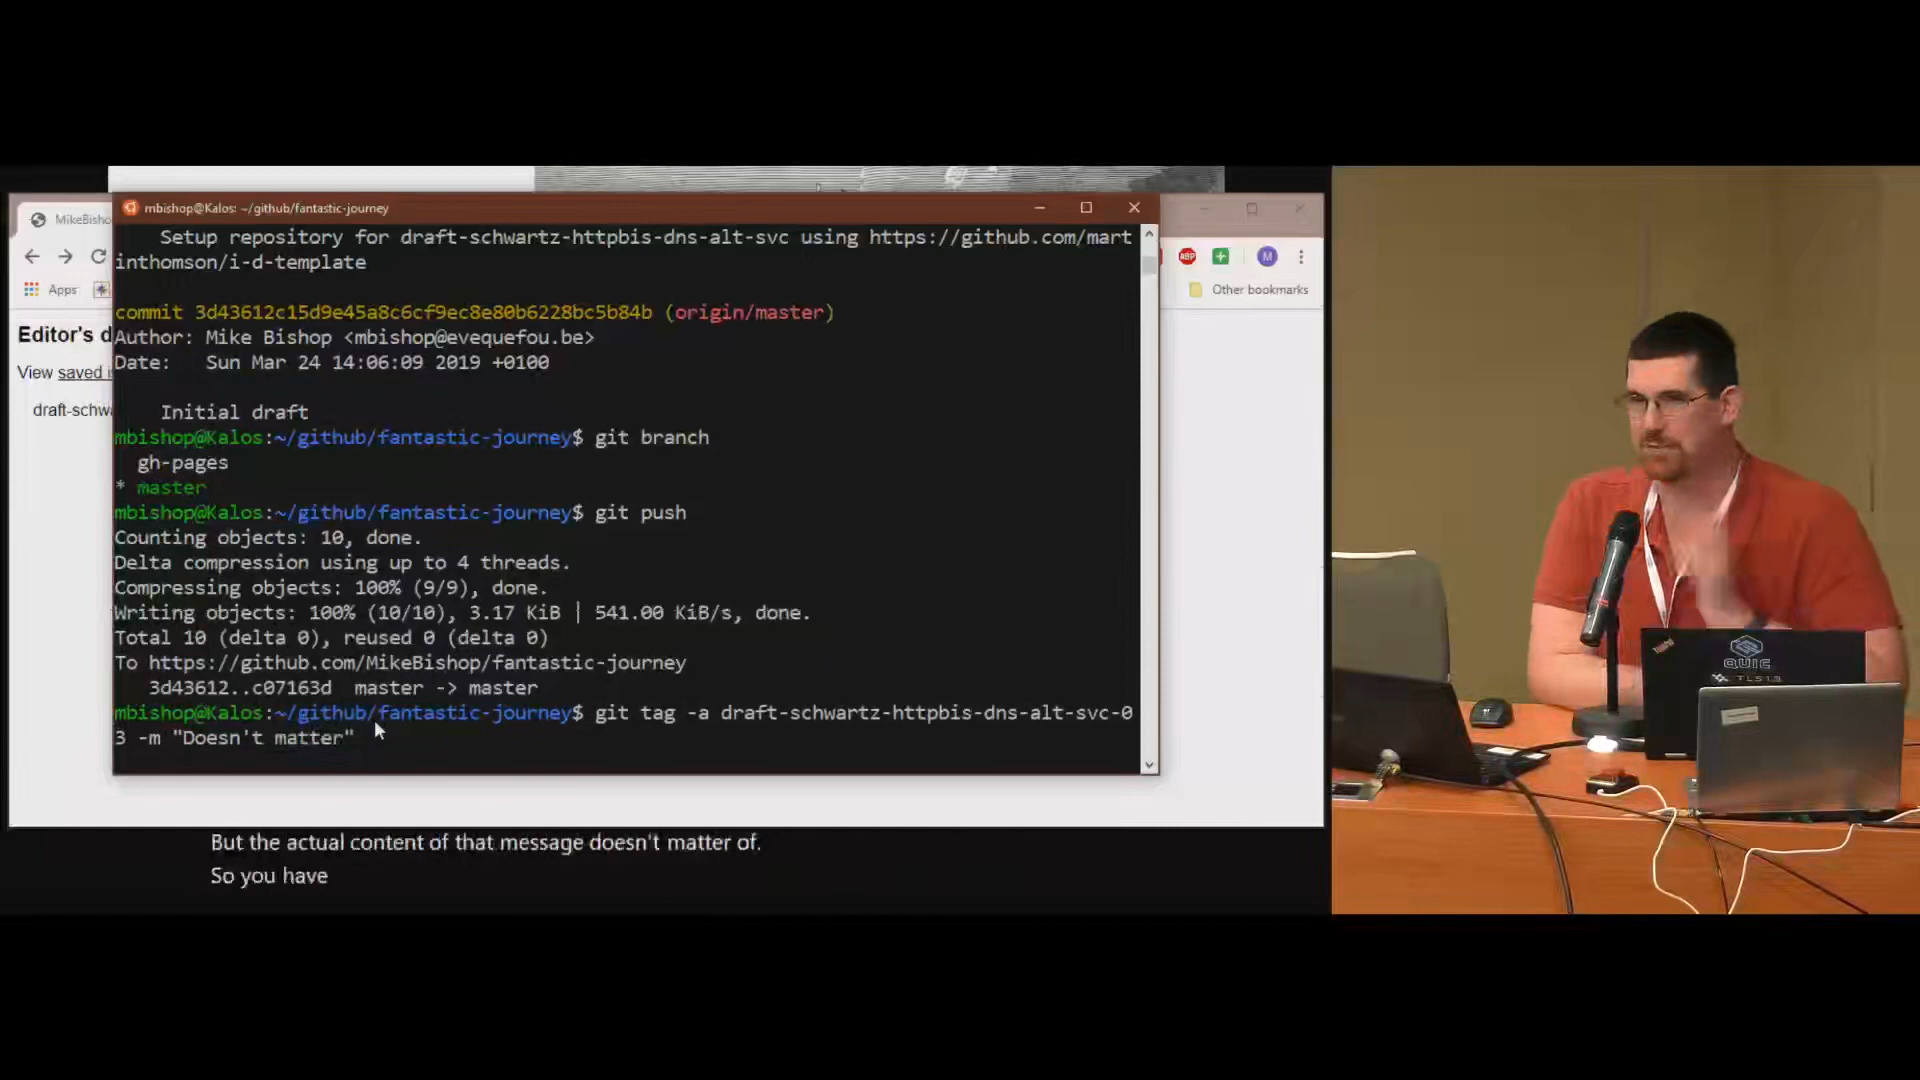 mbishop@Kalos: ~/github/fantastic-journey
MikeBisho
Setup repository for draft-schwartz-httpbis-dns-alt-svc using https://github.com/mart
inthomson/i-d-template
ABP
M
Apps
Other bookmarks
commit 3d43612c15d9e45a8c6cf9ec8e80b6228bc5b84b (origin/master)
Editor's d
Author: Mike Bishop <mbishop@evequefou.be>
Date: Sun Mar 24 14:06:09 2019 +0100
View saved i
draft-schwa
Initial draft
mbishop@Kalos:~/github/fantastic-journey$ git branch
gh-pages
* master
mbishop@Kalos:~/github/fantastic-journey$ git push
Counting objects: 10, done.
Delta compression using up to 4 threads.
Compressing objects: 100% (9/9), done.
Writing objects: 100% (10/10), 3.17 KiB | 541.00 KiB/s, done.
Total 10 (delta 0), reused 0 (delta 0)
To https://github.com/MikeBishop/fantastic-journey
3d43612..c07163d master -> master
mbishop@Kalos:~/github/fantastic-journey$ git tag -a draft-schwartz-httpbis-dns-alt-svc-0
3 -m "Doesn't matter"
But the actual content of that message doesn't matter of.
So you have
ThinkPad
QUIC
TLS1.3